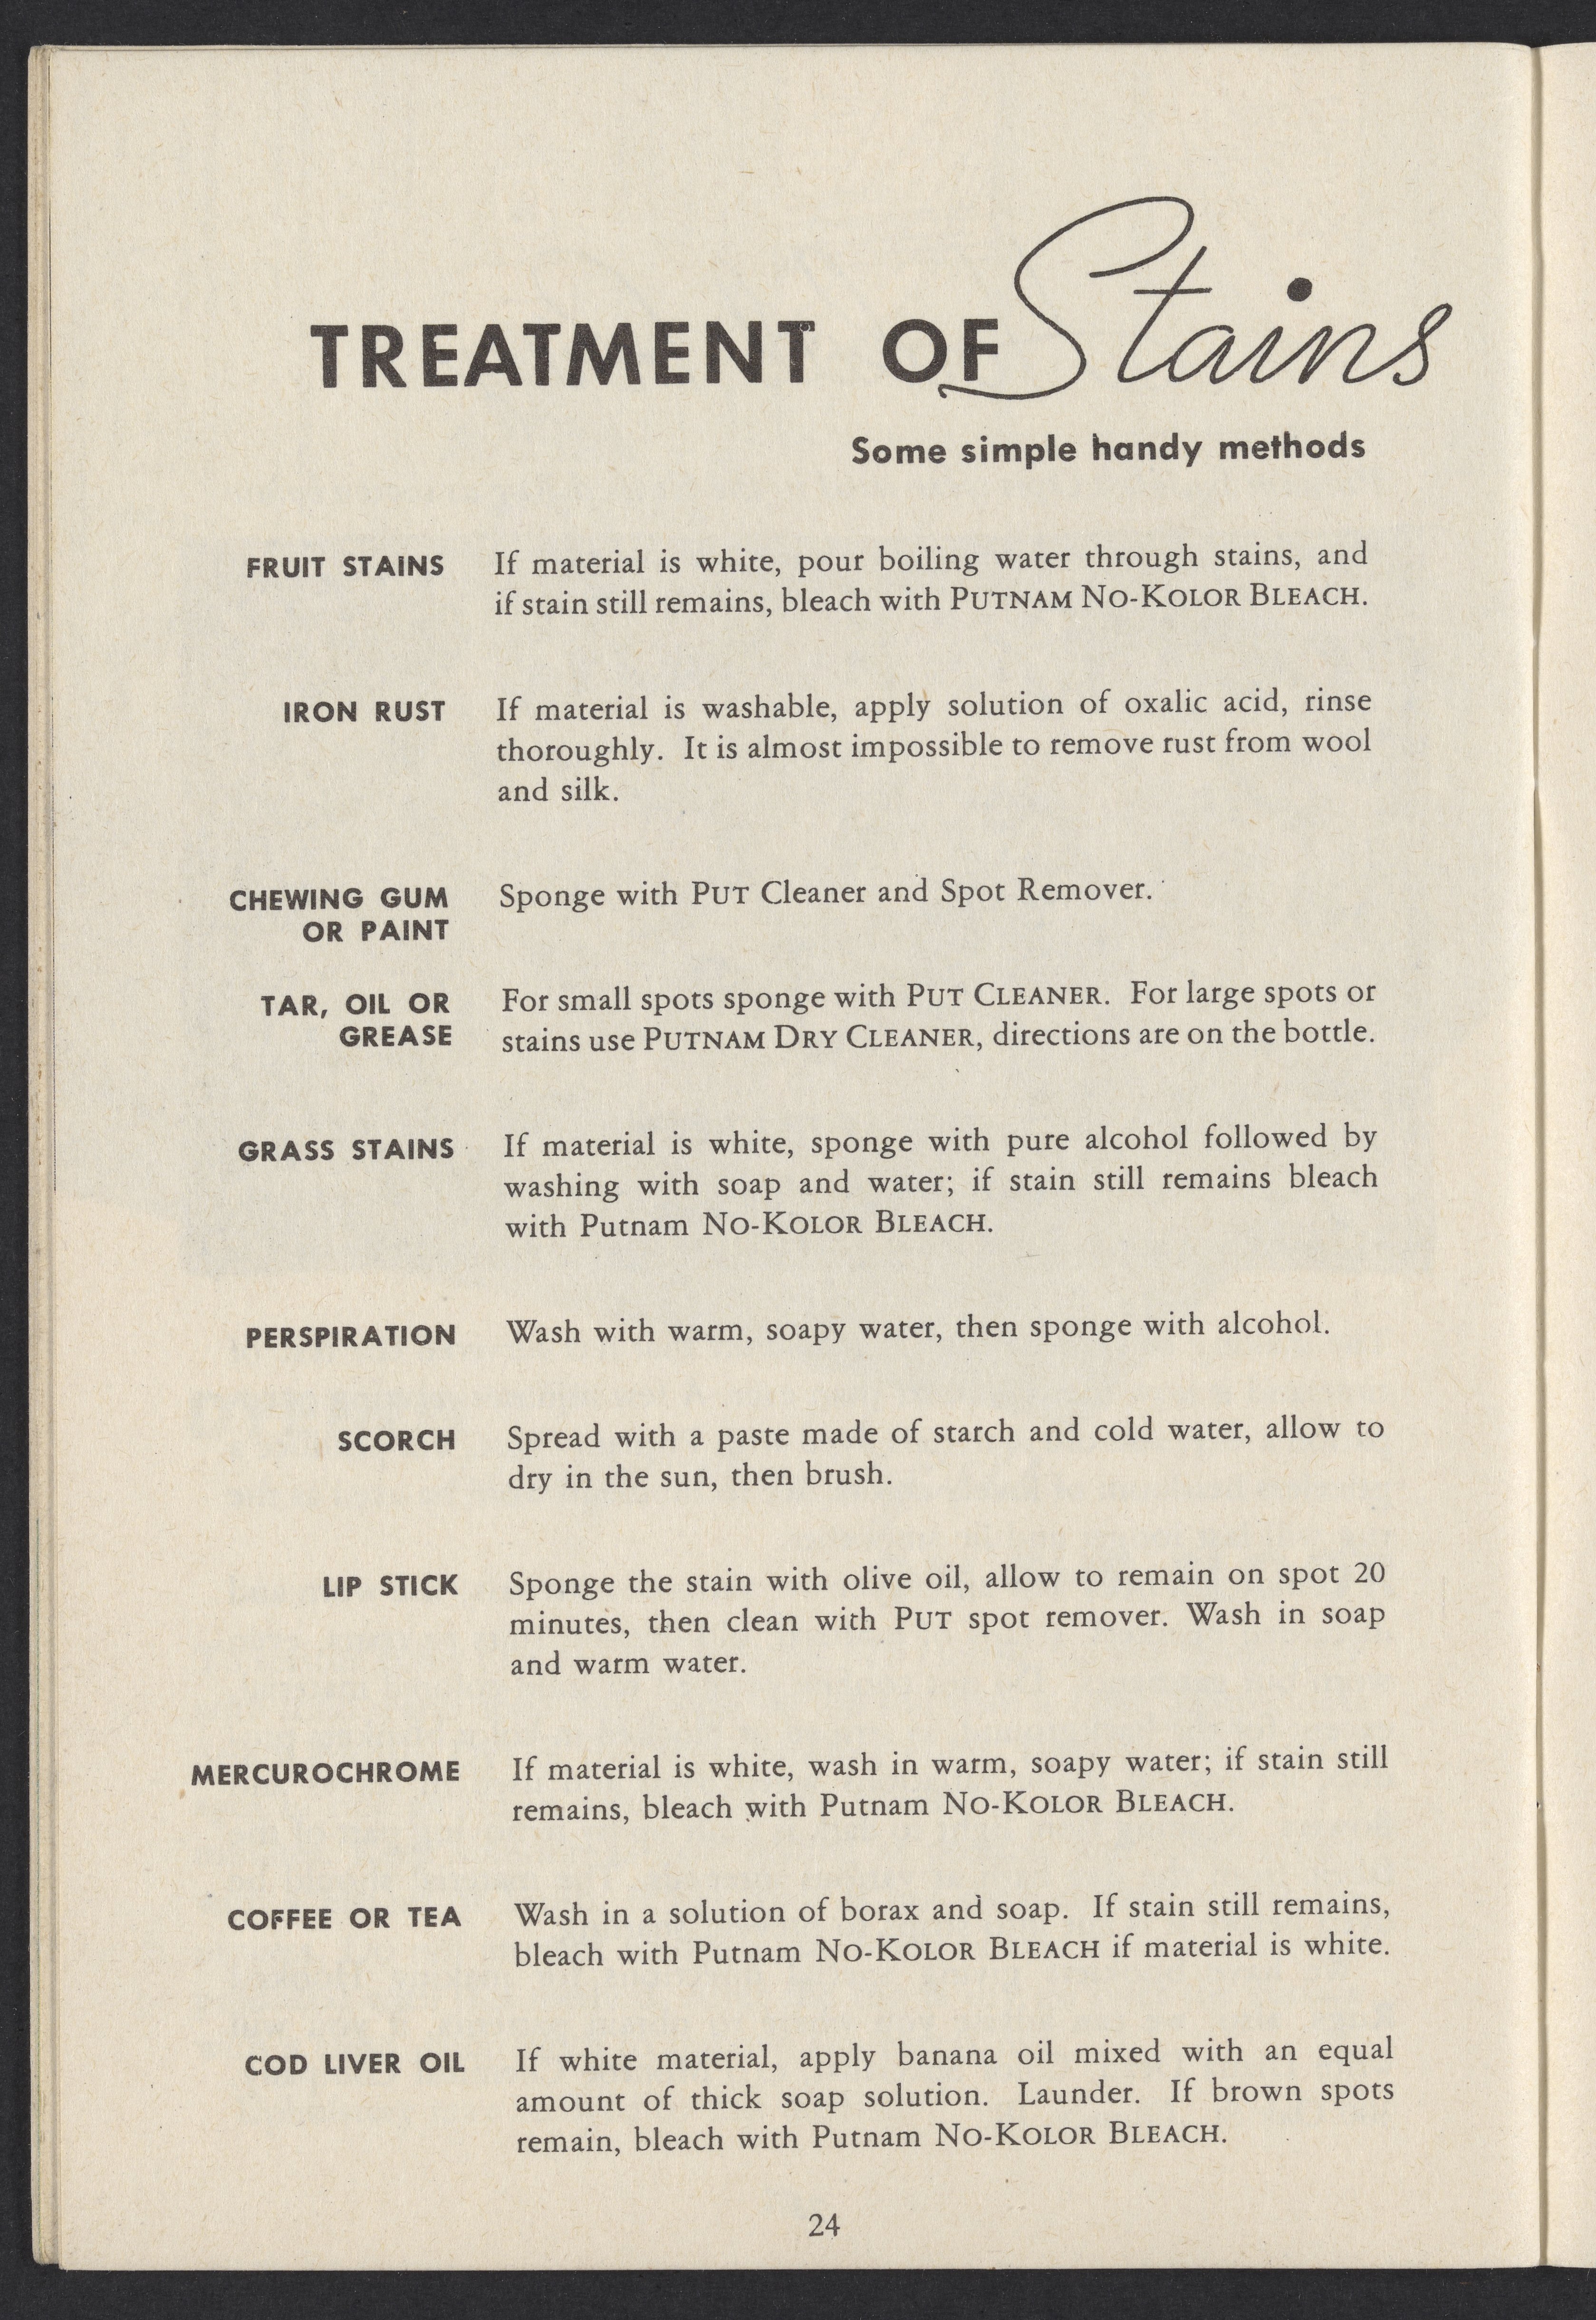 TREATMENT OF Stains
Some simple handy methods
FRUIT STAINS
If material is white, pour boiling water through stains, and
if stain still remains, bleach with PUTNAM NO-KOLOR BLEACH.
IRON RUST
If material is washable, apply solution of oxalic acid, rinse
thoroughly. It is almost impossible to remove rust from wool
and silk.
CHEWING GUM
OR PAINT
Sponge with PUT Cleaner and Spot Remover.
TAR, OIL OR
GREASE
For small spots sponge with PUT CLEANER. For large spots or
stains use PUTNAM DRY CLEANER, directions are on the bottle.
GRASS STAINS
If material is white, sponge with pure alcohol followed by
washing with soap and water; if stain still remains bleach
with Putnam NO-KOLOR BLEACH.
PERSPIRATION
Wash with warm, soapy water, then sponge with alcohol.
SCORCH
Spread with a paste made of starch and cold water, allow to
dry in the sun, then brush.
LIP STICK
Sponge the stain with olive oil, allow to remain on spot 20
minutes, then clean with PUT spot remover. Wash in soap
and warm water.
MERCUROCHROME
If material is white, wash in warm, soapy water; if stain still
remains, bleach with Putnam NO-KOLOR BLEACH.
COFFEE OR TEA
Wash in a solution of borax and soap. If stain still remains,
bleach with Putnam NO-KOLOR BLEACH if material is white.
COD LIVER OIL
If white material, apply banana oil mixed with an equal
amount of thick soap solution. Launder. If brown spots
remain, bleach with Putnam NO-KOLOR BLEACH.
24